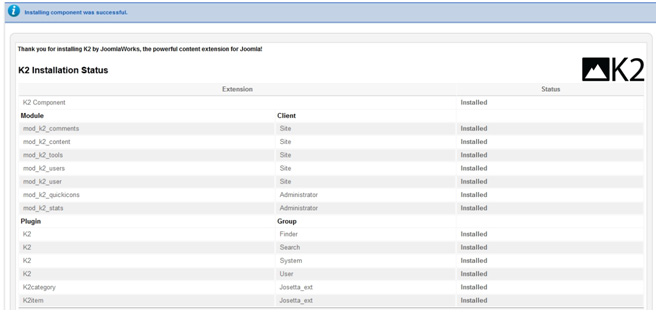 Installing component was successful.
Thank you for installing K2 by JoomlaWorks, the powerful content extension for Joomla!
K2 Installation Status
K2
Extension Status
K2 Component Installed
Module Client
mod_k2_comments Site Installed
mod_k2_content Site Installed
mod_k2_tools Site Installed
mod_k2_users Site Installed
mod_k2_user Site Installed
mod_k2_quickicons Administrator Installed
mod_k2_stats Administrator Installed
Plugin Group
K2 Finder Installed
K2 Search Installed
K2 System Installed
K2 User Installed
K2category Josetta_ext Installed
K2item Josetta_ext Installed